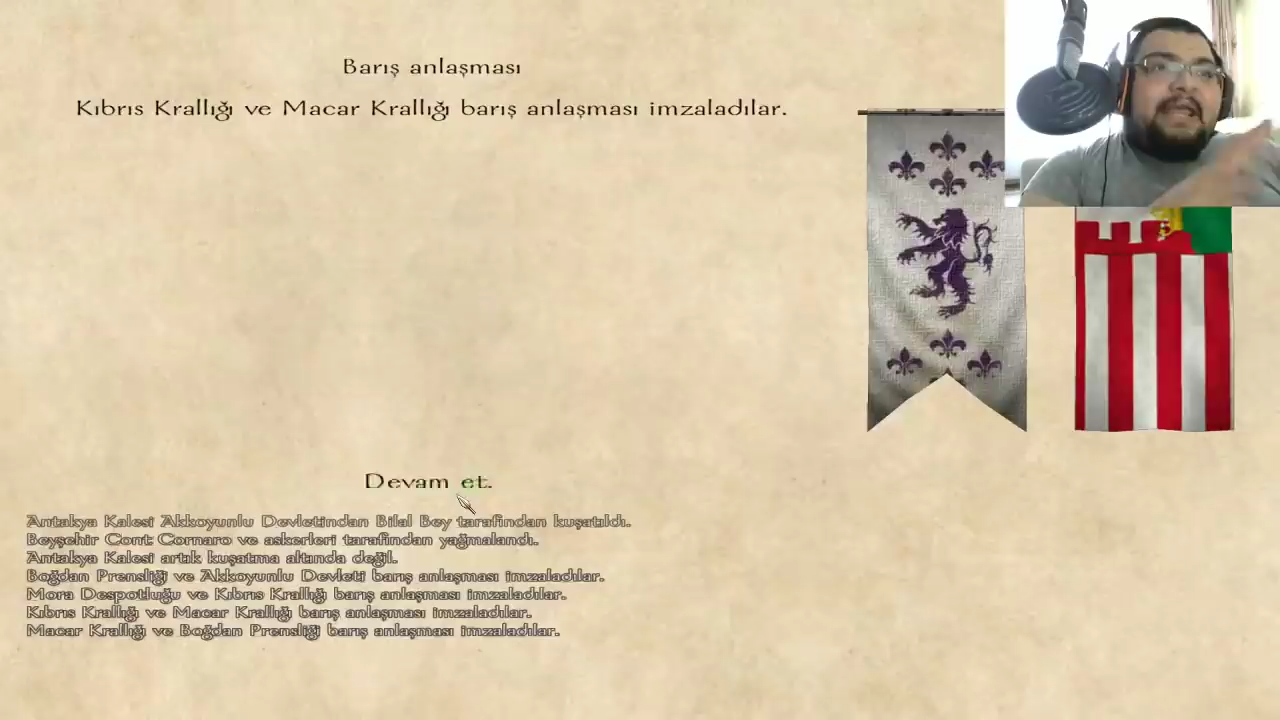 Barış anlaşması
Kıbrıs Krallığı ve Macar Krallığı barış anlaşması imzaladılar.
Devam et.
Antakya Kalesi Akkoyunlu Devletindan Bilal Bey tarafından kuşatıldı.
Beyşehir Cont Cornaro ve askerleri tarafından yağmalandı.
Antakya Kalesi artık kuşatma altında değil.
Boğdan Prensliği ve Akkoyunlu Devleti barış anlaşması imzaladılar.
Mora Despotluğu ve Kıbrıs Krallığı barış anlaşması imzaladılar.
Kıbrıs Krallığı ve Macar Krallığı barış anlaşması imzaladılar.
Macar Krallığı ve Boğdan Prensliği barış anlaşması imzaladılar.